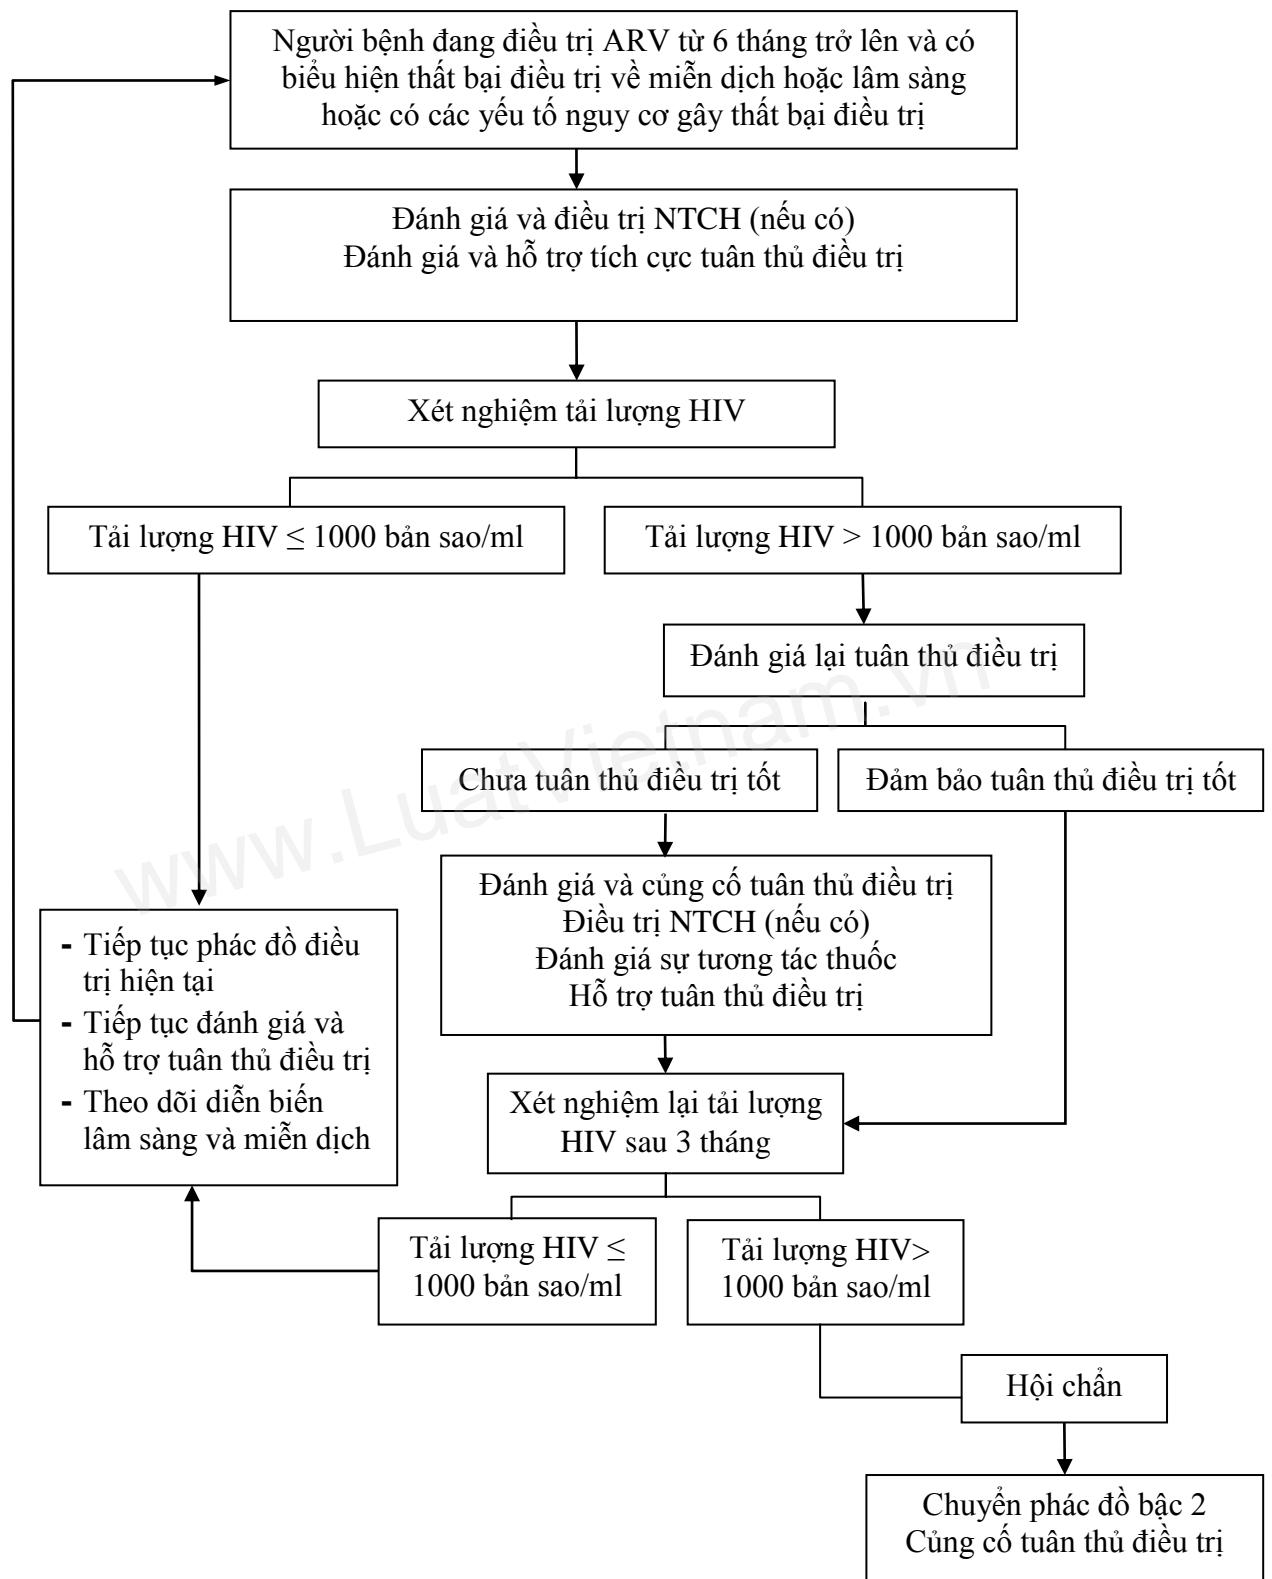 Người bệnh đang điều trị ARV từ 6 tháng trở lên và có
biểu hiện thất bại điều trị về miễn dịch hoặc lâm sàng
hoặc có các yếu tố nguy cơ gây thất bại điều trị
Đánh giá và điều trị NTCH (nếu có)
Đánh giá và hỗ trợ tích cực tuân thủ điều trị
Xét nghiệm tải lượng HIV
Tải lượng HIV ≤ 1000 bản sao/ml
Tải lượng HIV > 1000 bản sao/ml
Đánh giá lại tuân thủ điều trị
Chưa tuân thủ điều trị tốt
Đảm bảo tuân thủ điều trị tốt
www.LuatVietnam.vn
Đánh giá và củng cố tuân thủ điều trị
Điều trị NTCH (nếu có)
Đánh giá sự tương tác thuốc
Hỗ trợ tuân thủ điều trị
- Tiếp tục phác đồ điều
trị hiện tại
- Tiếp tục đánh giá và
hỗ trợ tuân thủ điều trị
- Theo dõi diễn biến
lâm sàng và miễn dịch
Xét nghiệm lại tải lượng
HIV sau 3 tháng
Tải lượng HIV ≤
1000 bản sao/ml
Tải lượng HIV>
1000 bản sao/ml
Hội chẩn
Chuyển phác đồ bậc 2
Củng cố tuân thủ điều trị